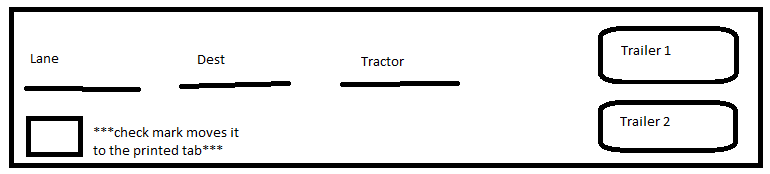 Lane
Dest
Tractor
Trailer 1
Trailer 2
***check mark moves it
to the printed tab***